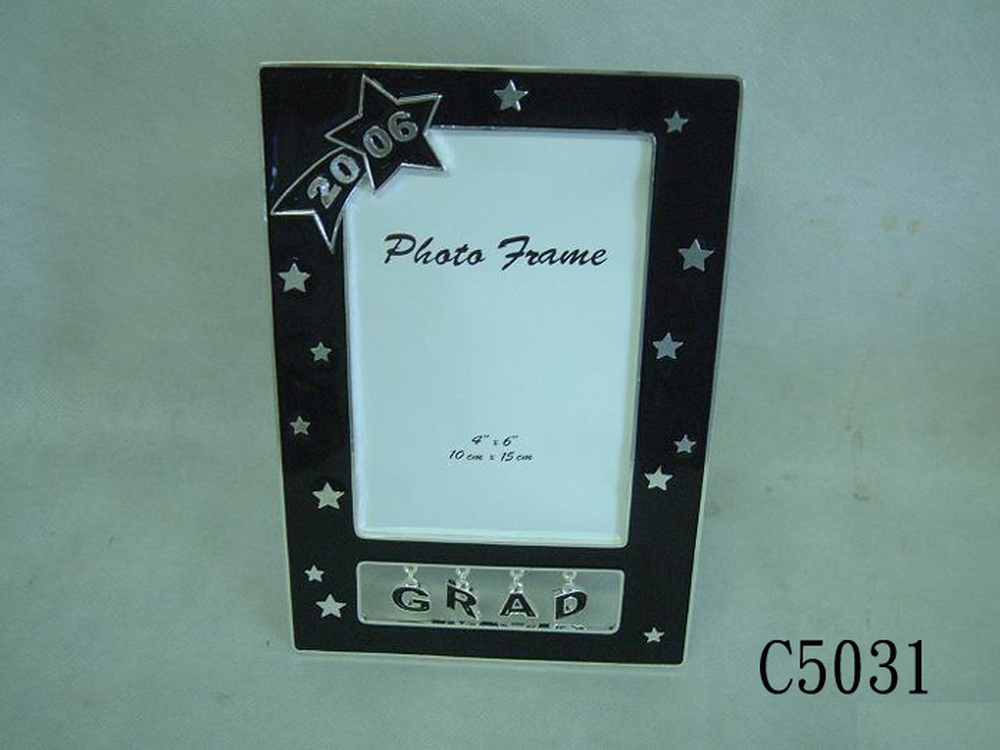 2006
Photo Frame
4" x 6"
10 cm x 15 cm
GRAD
C5031